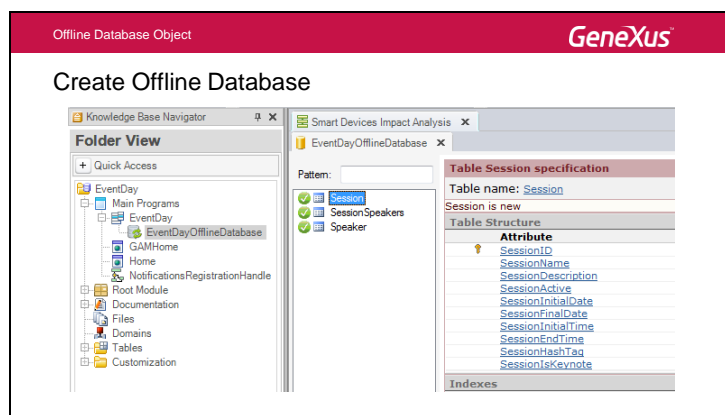 Offline Database Object
GeneXus™
Create Offline Database
Knowledge Base Navigator
Folder View
+ Quick Access
EventDay
Main Programs
EventDay
EventDayOfflineDatabase
GAMHome
Home
NotificationsRegistrationHandle
Root Module
Documentation
Files
Domains
Tables
Customization
Smart Devices Impact Analysis
EventDayOfflineDatabase
Pattern:
Session
SessionSpeakers
Speaker
Table Session specification
Table name: Session
Session is new
Table Structure
Attribute
SessionID
SessionName
SessionDescription
SessionActive
SessionInitialDate
SessionFinalDate
SessionInitialTime
SessionEndTime
SessionHashTag
SessionIsKeynote
Indexes